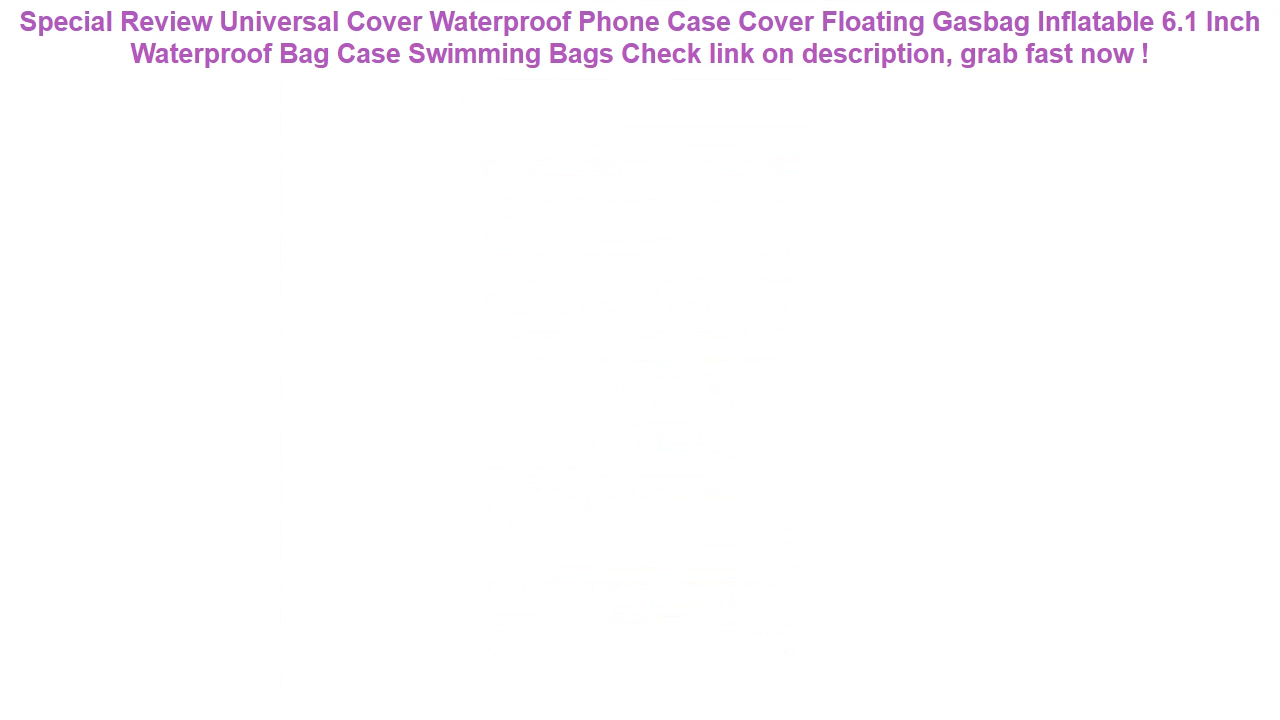 Special Review Universal Cover Waterproof Phone Case Cover Floating Gasbag Inflatable 6.1 Inch
Waterproof Bag Case Swimming Bags Check link on description, grab fast now !